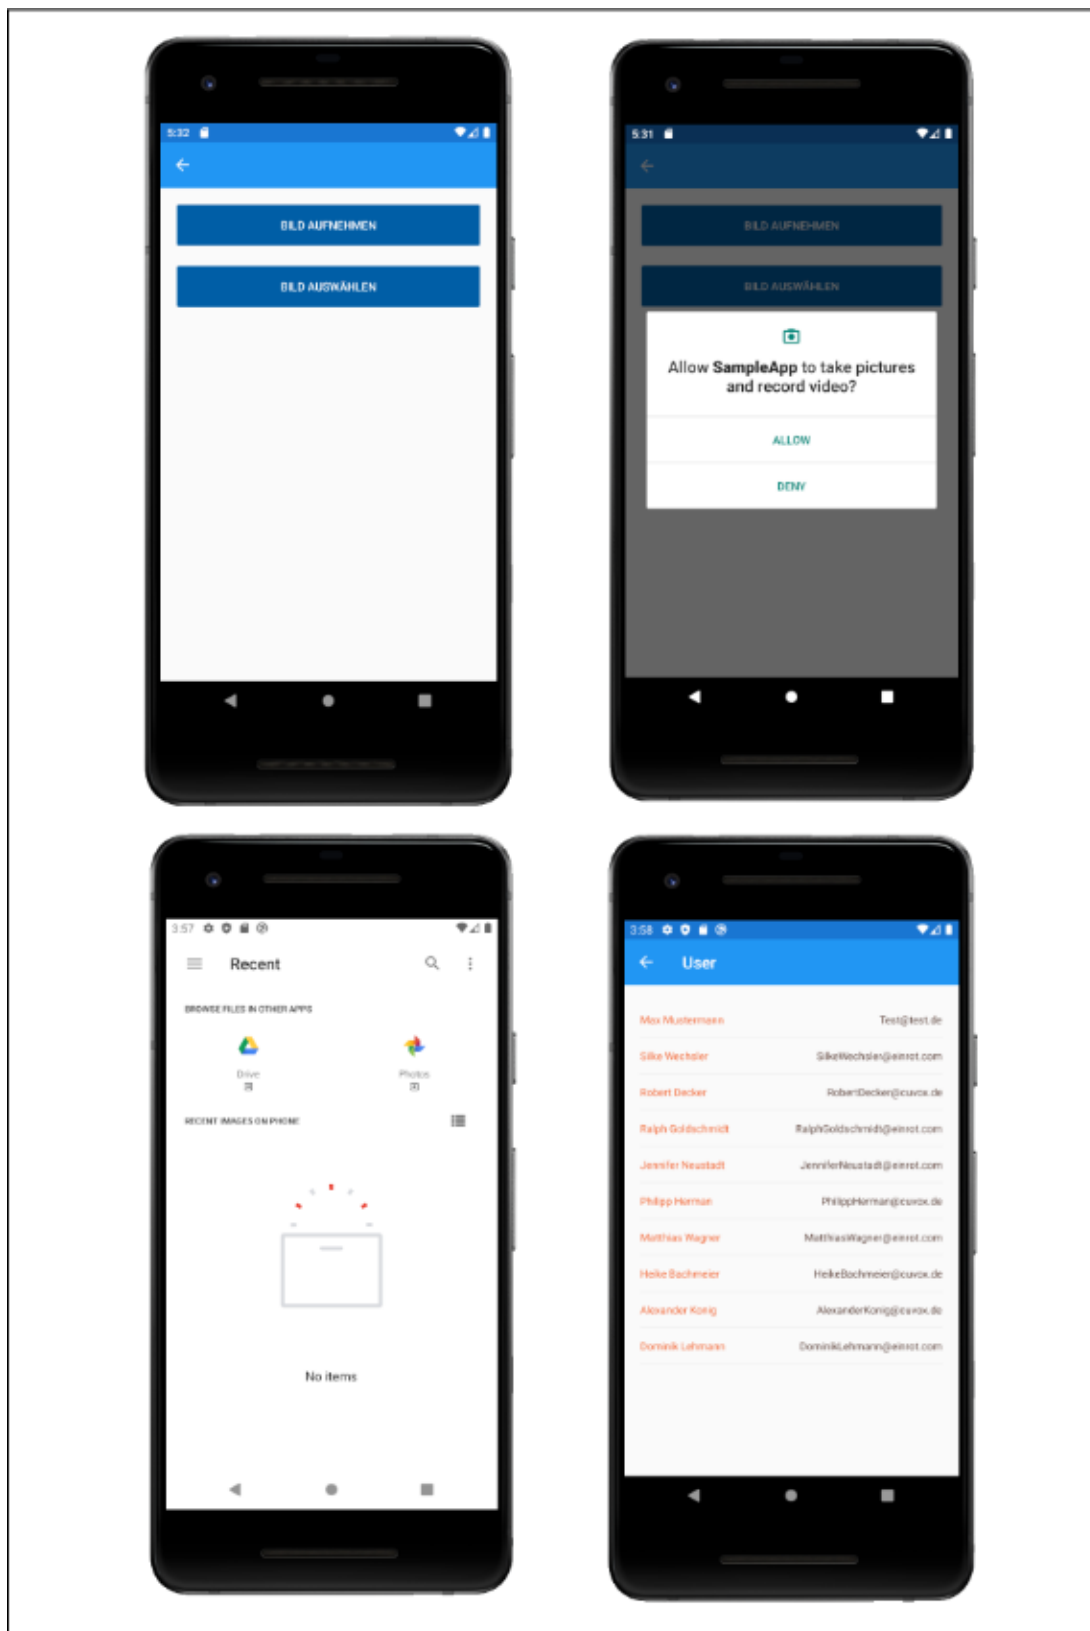 5:32
BILD AUFNEHMEN
BILD AUSWÄHLEN
5:31
BILD AUFNEHMEN
BILD AUSWÄHLEN
Allow SampleApp to take pictures
and record video?
ALLOW
DENY
3:57
Recent
BROWSE FILES IN OTHER APPS
Drive
Photos
RECENT IMAGES ON PHONE
No items
3:58
User
Max Mustermann Test@test.de
Silke Wechsler SilkeWechsler@einrot.com
Robert Decker RobertDecker@cuvox.de
Ralph Goldschmidt RalphGoldschmidt@einrot.com
Jennifer Neustadt JenniferNeustadt@einrot.com
Philipp Herman PhilippHerman@cuvox.de
Matthias Wagner MatthiasWagner@einrot.com
Heike Bachmeier HeikeBachmeier@cuvox.de
Alexander Konig AlexanderKonig@cuvox.de
Dominik Lehmann DominikLehmann@einrot.com